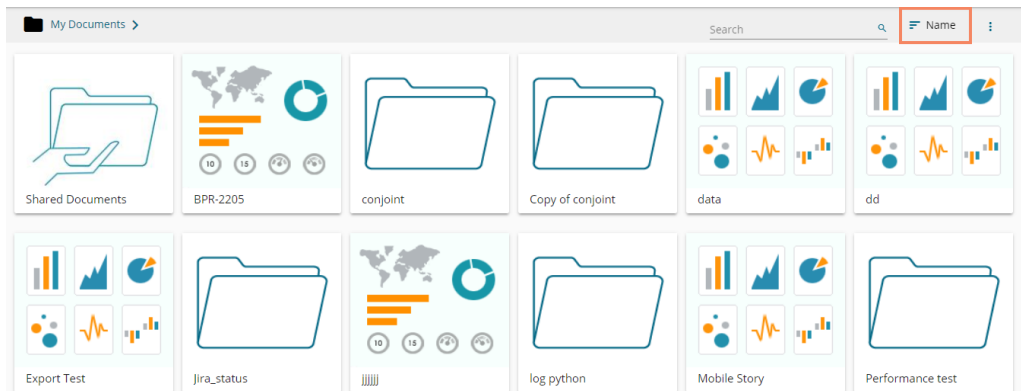 My Documents
Search
Name
10 15
Shared Documents
BPR-2205
conjoint
Copy of conjoint
data
dd
10 15
Export Test
Jira_status
jjjjjj
log python
Mobile Story
Performance test